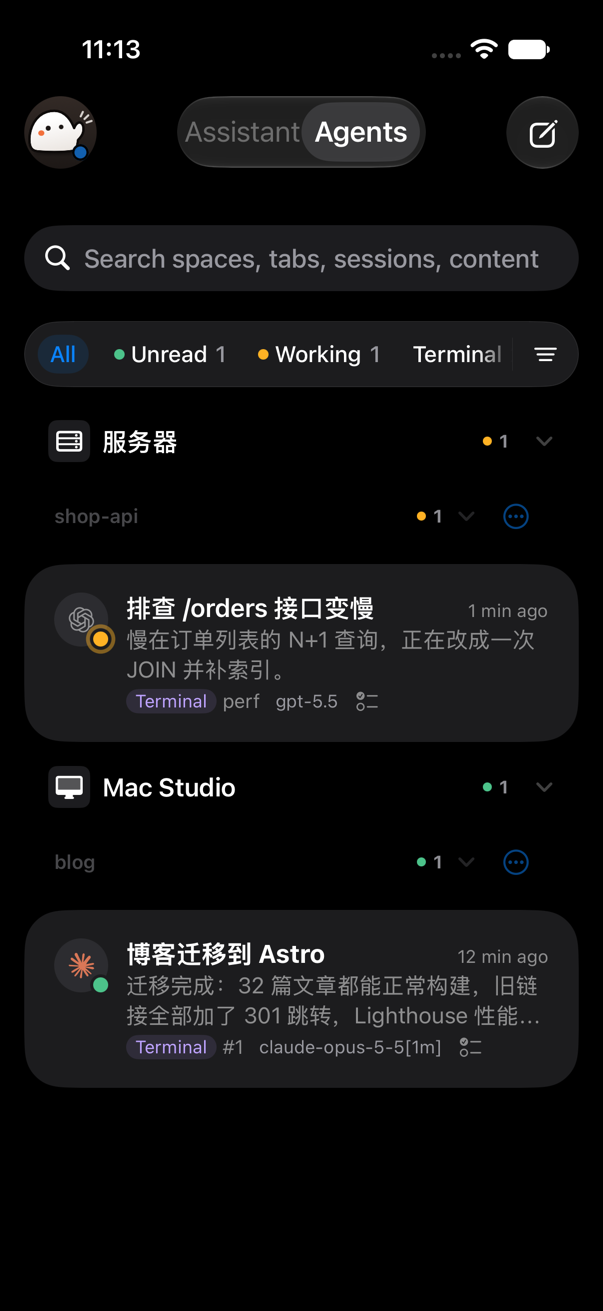 11:13
Assistant Agents
Search spaces, tabs, sessions, content
All Unread 1 Working 1 Terminal
服务器 1
shop-api 1
排查 /orders 接口变慢 1 min ago
慢在订单列表的 N+1 查询，正在改成一次
JOIN 并补索引。
Terminal perf gpt-5.5
Mac Studio 1
blog 1
博客迁移到 Astro 12 min ago
迁移完成：32 篇文章都能正常构建，旧链
接全部加了 301 跳转，Lighthouse 性能…
Terminal #1 claude-opus-5-5[1m]